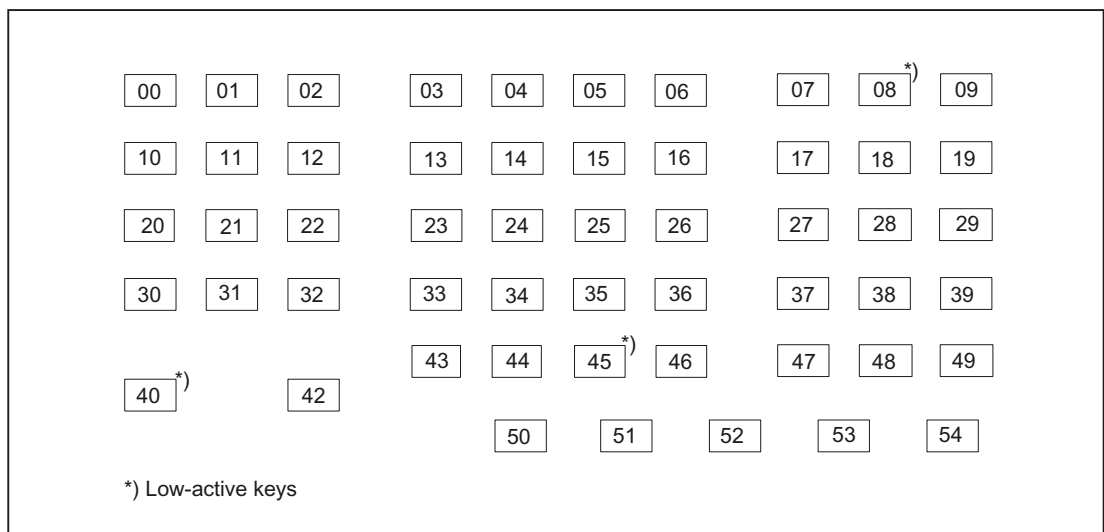 00 01 02 03 04 05 06 07 08 *) 09
10 11 12 13 14 15 16 17 18 19
20 21 22 23 24 25 26 27 28 29
30 31 32 33 34 35 36 37 38 39
43 44 45 *) 46 47 48 49
40 *) 42
50 51 52 53 54
*) Low-active keys